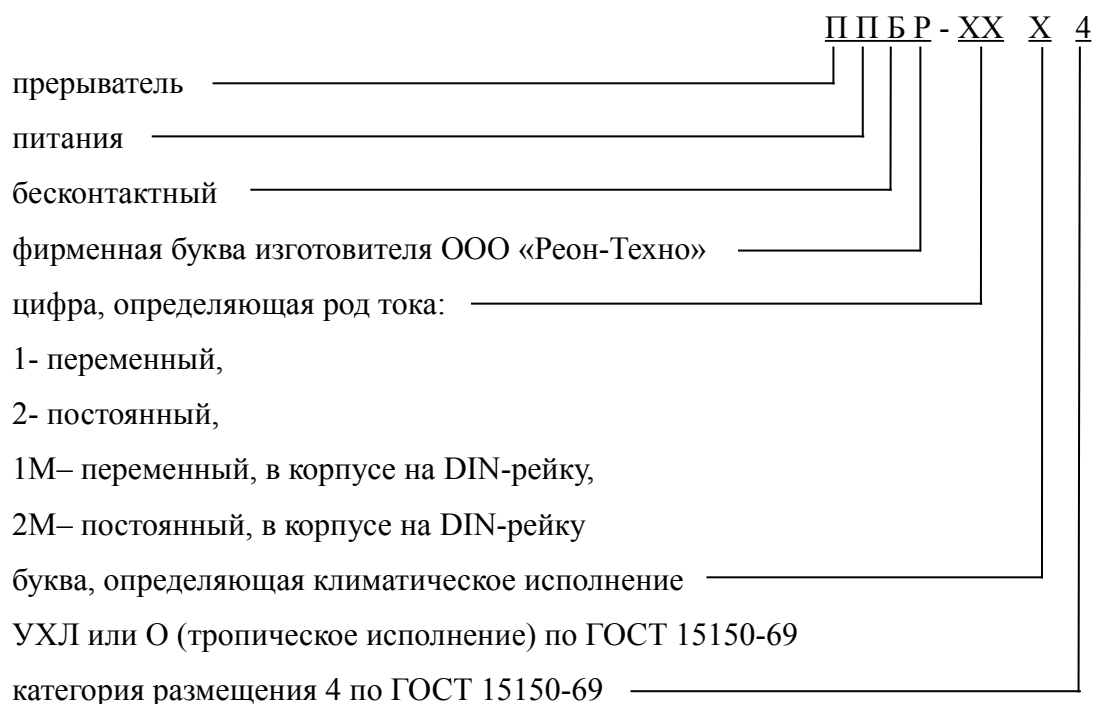 П П Б Р - ХХ Х 4
прерыватель
питания
бесконтактный
фирменная буква изготовителя ООО «Реон-Техно»
цифра, определяющая род тока:
1- переменный,
2- постоянный,
1М– переменный, в корпусе на DIN-рейку,
2М– постоянный, в корпусе на DIN-рейку
буква, определяющая климатическое исполнение
УХЛ или О (тропическое исполнение) по ГОСТ 15150-69
категория размещения 4 по ГОСТ 15150-69